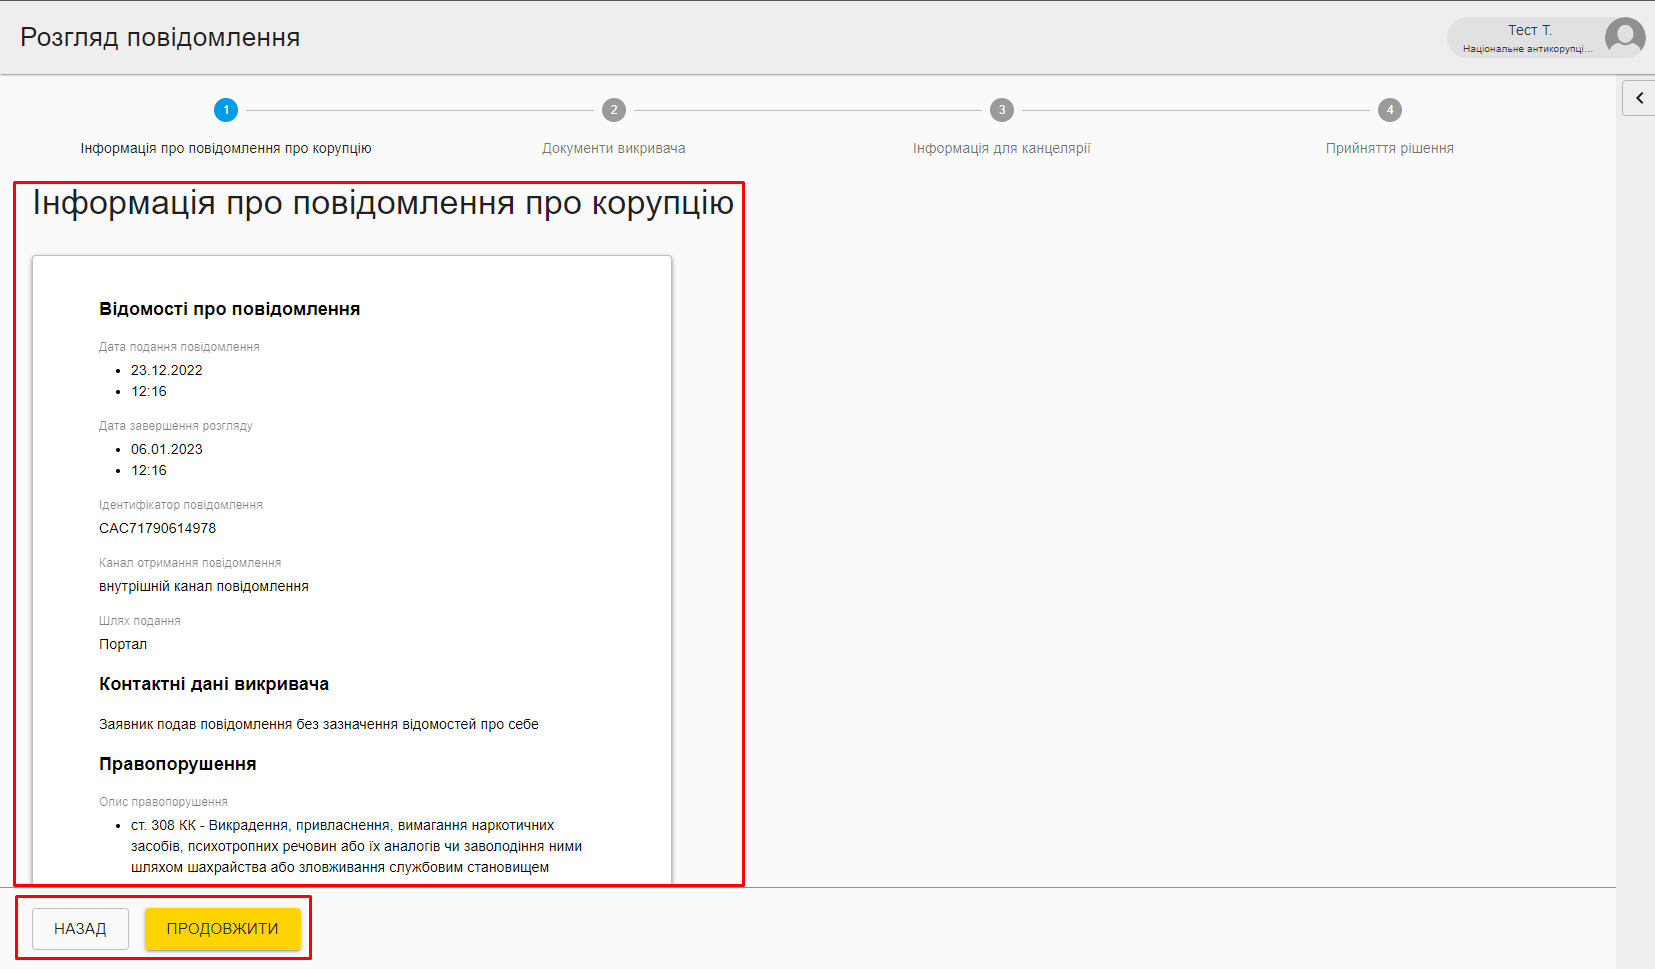 Розгляд повідомлення
Тест Т.
Національне антикорупці...
1
2
3
4
Інформація про повідомлення про корупцію
Документи викривача
Інформація для канцелярії
Прийняття рішення
Інформація про повідомлення про корупцію
Відомості про повідомлення
Дата подання повідомлення
• 23.12.2022
• 12:16
Дата завершення розгляду
• 06.01.2023
• 12:16
Ідентифікатор повідомлення
CAC71790614978
Канал отримання повідомлення
внутрішній канал повідомлення
Шлях подання
Портал
Контактні дані викривача
Заявник подав повідомлення без зазначення відомостей про себе
Правопорушення
Опис правопорушення
• ст. 308 КК - Викрадення, привласнення, вимагання наркотичних
засобів, психотропних речовин або їх аналогів чи заволодіння ними
шляхом шахрайства або зловживання службовим становищем
НАЗАД
ПРОДОВЖИТИ